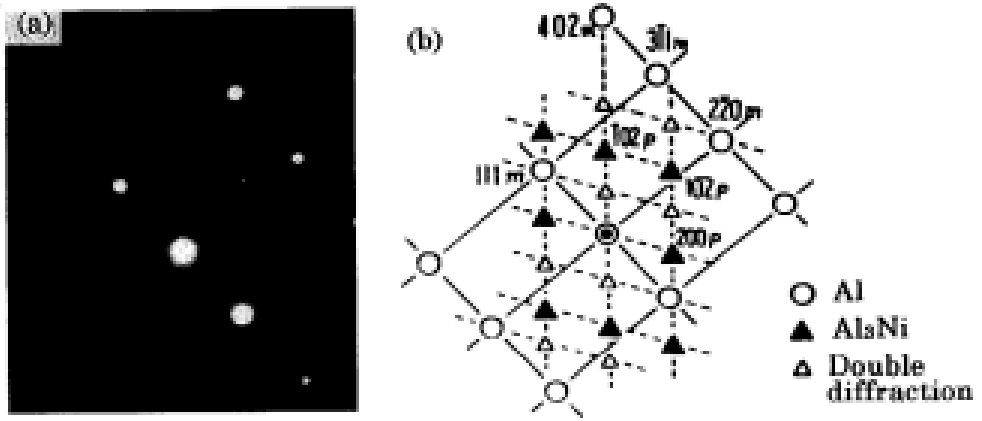 (a)
(b)
402m
311m
220m
102p
111m
102p
200p
Al
Al₃Ni
Double
diffraction